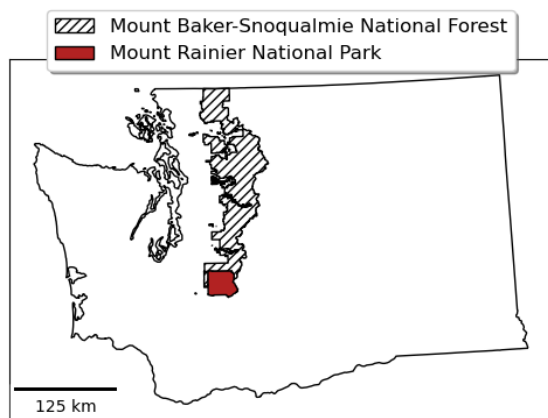 Mount Baker-Snoqualmie National Forest
Mount Rainier National Park
125 km